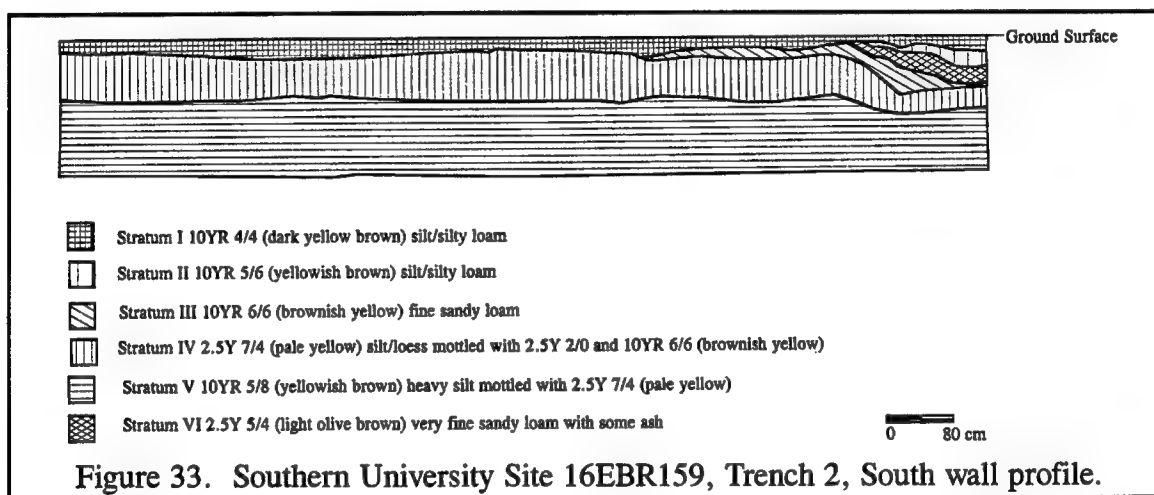 Ground Surface
Stratum I 10YR 4/4 (dark yellow brown) silt/silty loam
Stratum II 10YR 5/6 (yellowish brown) silt/silty loam
Stratum III 10YR 6/6 (brownish yellow) fine sandy loam
Stratum IV 2.5Y 7/4 (pale yellow) silt/loess mottled with 2.5Y 2/0 and 10YR 6/6 (brownish yellow)
Stratum V 10YR 5/8 (yellowish brown) heavy silt mottled with 2.5Y 7/4 (pale yellow)
Stratum VI 2.5Y 5/4 (light olive brown) very fine sandy loam with some ash
0 80 cm
Figure 33. Southern University Site 16EBR159, Trench 2, South wall profile.